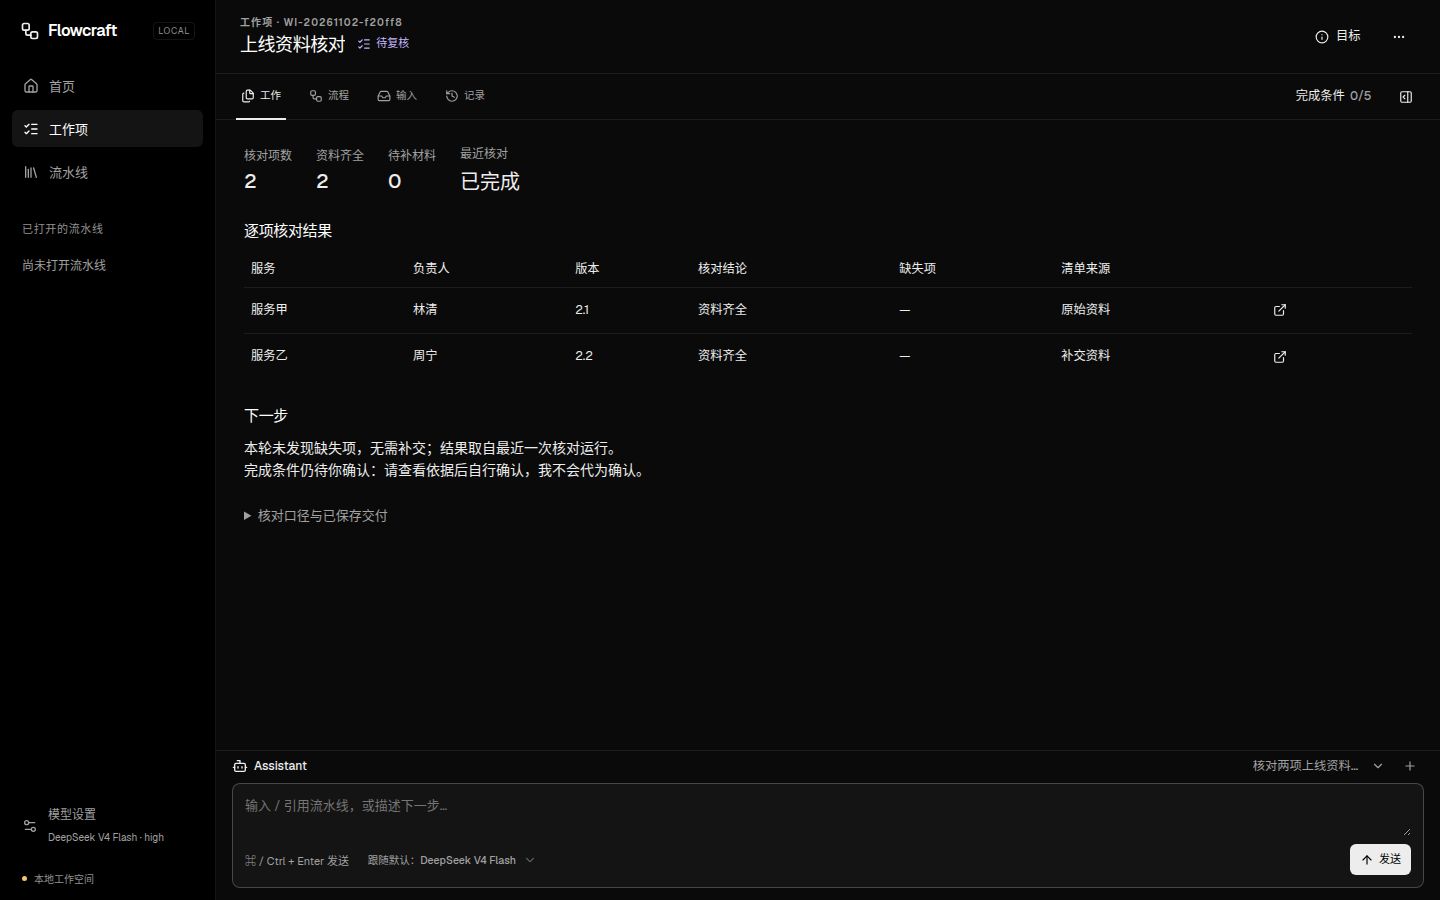 Flowcraft
LOCAL
首页
工作项
流水线
已打开的流水线
尚未打开流水线
模型设置
DeepSeek V4 Flash · high
本地工作空间
工作项 · WI-20261102-f20ff8
上线资料核对
待复核
目标
工作
流程
输入
记录
完成条件 0/5
核对项数
资料齐全
待补材料
最近核对
2
2
0
已完成
逐项核对结果
服务 负责人 版本 核对结论 缺失项 清单来源
服务甲 林清 2.1 资料齐全 — 原始资料
服务乙 周宁 2.2 资料齐全 — 补交资料
下一步
本轮未发现缺失项，无需补交；结果取自最近一次核对运行。
完成条件仍待你确认：请查看依据后自行确认，我不会代为确认。
▶ 核对口径与已保存交付
Assistant
核对两项上线资料...
输入 / 引用流水线，或描述下一步...
⌘ / Ctrl + Enter 发送
跟随默认：DeepSeek V4 Flash
发送